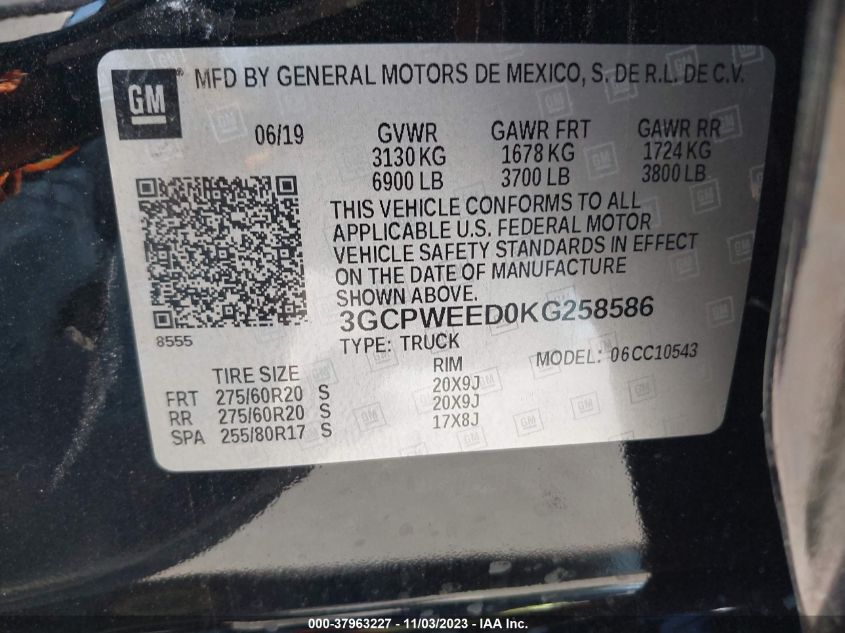 GM ® MFD BY GENERAL MOTORS DE MEXICO, S. DE R.L. DE C.V.
06/19 GVWR GAWR FRT GAWR RR
3130 KG 1678 KG 1724 KG
6900 LB 3700 LB 3800 LB
THIS VEHICLE CONFORMS TO ALL
APPLICABLE U.S. FEDERAL MOTOR
VEHICLE SAFETY STANDARDS IN EFFECT
ON THE DATE OF MANUFACTURE
SHOWN ABOVE.
3GCPWEED0KG258586
8555
TYPE: TRUCK MODEL: 06CC10543
TIRE SIZE RIM
FRT 275/60R20 S 20X9J
RR 275/60R20 S 20X9J
SPA 255/80R17 S 17X8J
000-37963227 - 11/03/2023 - IAA Inc.